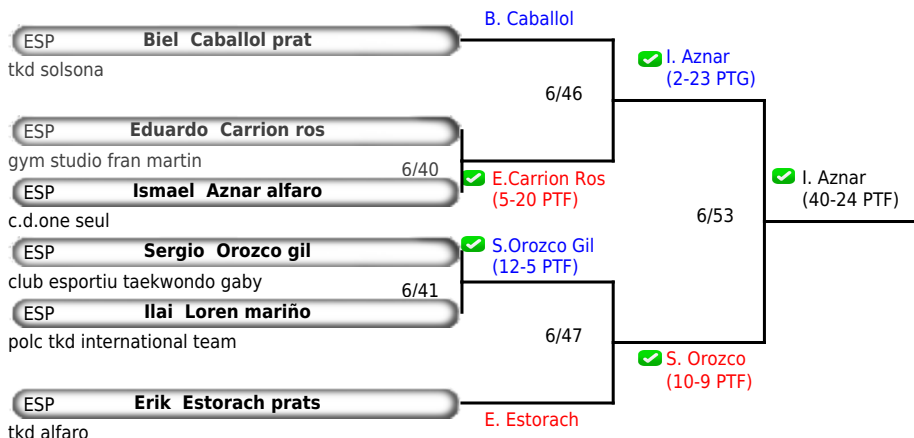 B. Caballol
ESP Biel Caballol prat
tkd solsona
I. Aznar
(2-23 PTG)
6/46
ESP Eduardo Carrion ros
gym studio fran martin
6/40
E.Carrion Ros
(5-20 PTF)
ESP Ismael Aznar alfaro
c.d.one seul
I. Aznar
(40-24 PTF)
6/53
ESP Sergio Orozco gil
club esportiu taekwondo gaby
S.Orozco Gil
(12-5 PTF)
6/41
ESP Ilai Loren mariño
polc tkd international team
6/47
S. Orozco
(10-9 PTF)
ESP Erik Estorach prats
tkd alfaro
E. Estorach